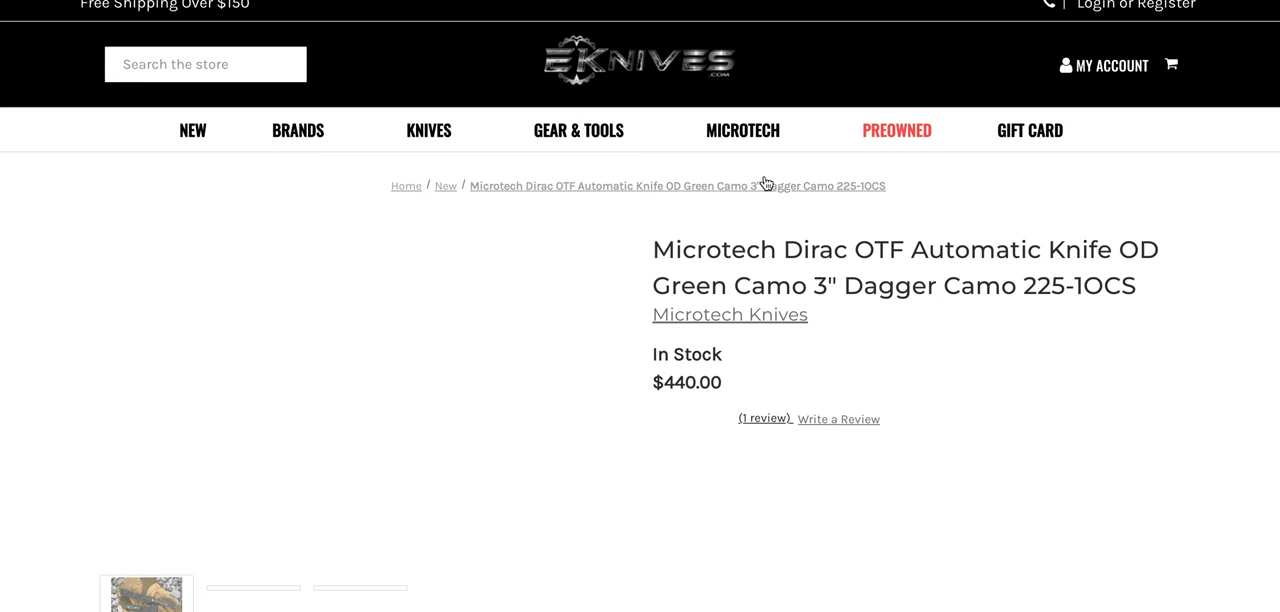 Free Shipping Over $150
| Login or Register
Search the store
EKNIVES
.COM
MY ACCOUNT
NEW BRANDS KNIVES GEAR & TOOLS MICROTECH PREOWNED GIFT CARD
Home / New / Microtech Dirac OTF Automatic Knife OD Green Camo 3" Dagger Camo 225-1OCS
Microtech Dirac OTF Automatic Knife OD
Green Camo 3" Dagger Camo 225-1OCS
Microtech Knives
In Stock
$440.00
(1 review) Write a Review